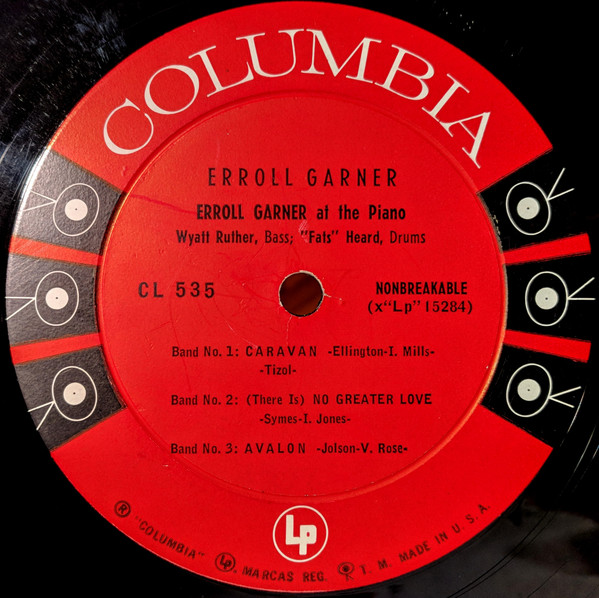 COLUMBIA
ERROLL GARNER
ERROLL GARNER at the Piano
Wyatt Ruther, Bass; "Fats" Heard, Drums
CL 535
NONBREAKABLE
(x"Lp" 15284)
Band No. 1: CARAVAN -Ellington-I. Mills-
-Tizol-
Band No. 2: (There Is) NO GREATER LOVE
-Symes-I. Jones-
Band No. 3: AVALON -Jolson-V. Rose-
Lp
® "COLUMBIA" Lp. MARCAS REG. T. M. MADE IN U. S. A.